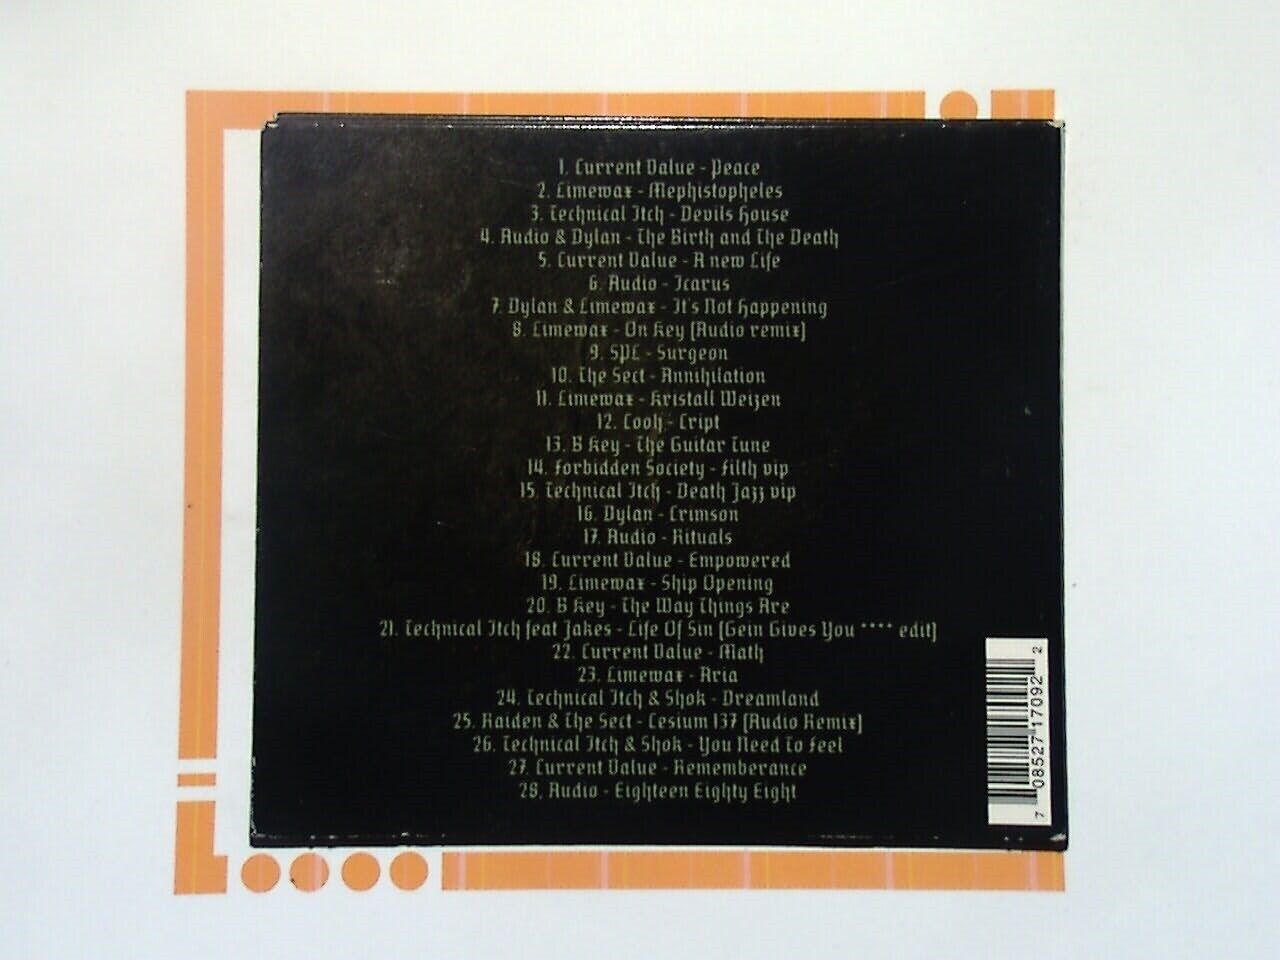 1. Current Value - Peace
2. Limewax - Mephistopheles
3. Technical Itch - Devils House
4. Audio & Dylan - The Birth and The Death
5. Current Value - A new Life
6. Audio - Icarus
7. Dylan & Limewax - It's Not Happening
8. Limewax - On Key [Audio remix]
9. SPL - Surgeon
10. The Sect - Annihilation
11. Limewax - Kristall Weizen
12. Cooh - Cript
13. B Key - The Guitar Tune
14. Forbidden Society - Filth vip
15. Technical Itch - Death Jazz vip
16. Dylan - Crimson
17. Audio - Rituals
18. Current Value - Empowered
19. Limewax - Ship Opening
20. B Key - The Way Things Are
21. Technical Itch feat Jakes - Life Of Sin [Gein Gives You **** edit]
22. Current Value - Math
23. Limewax - Aria
24. Technical Itch & Shok - Dreamland
25. Raiden & The Sect - Cesium 137 [Audio Remix]
26. Technical Itch & Shok - You Need To Feel
27. Current Value - Rememberance
28. Audio - Eighteen Eighty Eight
7 08527 17092 2